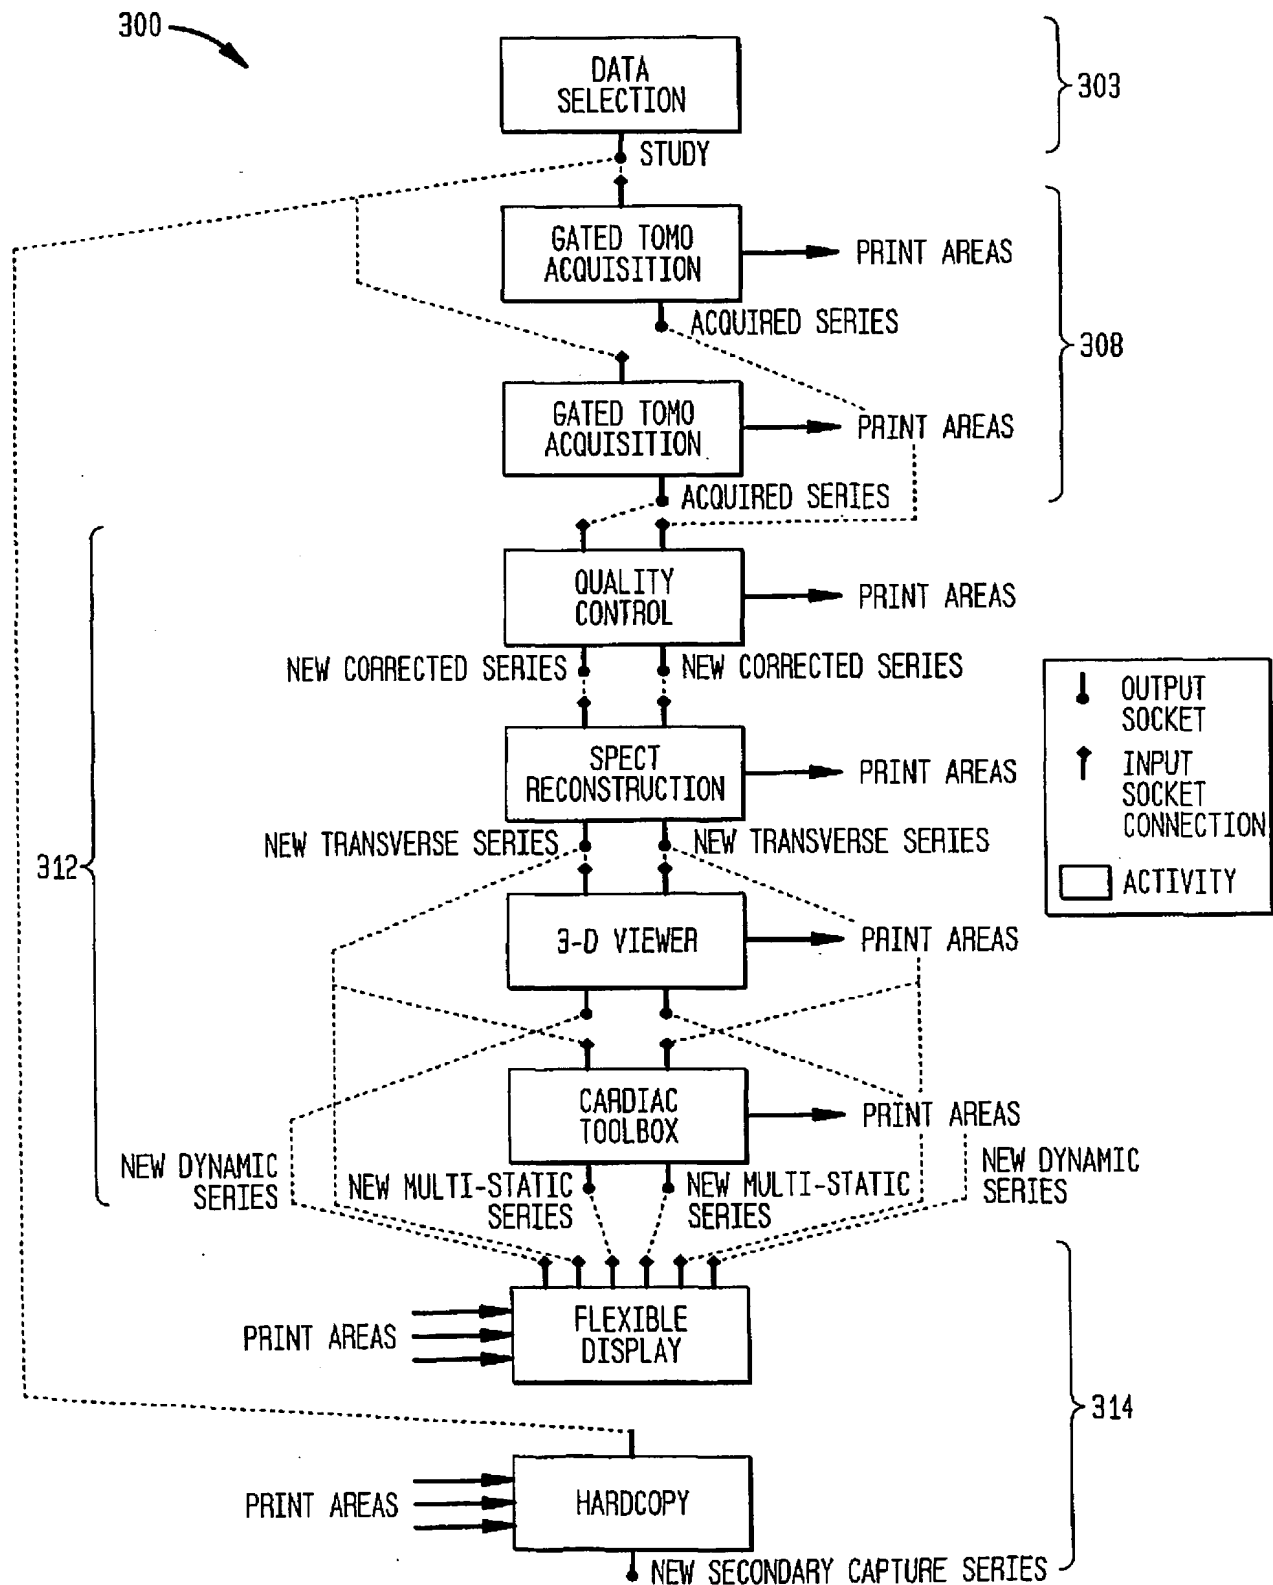 300
DATA
SELECTION
303
STUDY
GATED TOMO
ACQUISITION
PRINT AREAS
ACQUIRED SERIES
308
GATED TOMO
ACQUISITION
PRINT AREAS
ACQUIRED SERIES
QUALITY
CONTROL
PRINT AREAS
NEW CORRECTED SERIES
NEW CORRECTED SERIES
OUTPUT
SOCKET
INPUT
SOCKET
CONNECTION
ACTIVITY
SPECT
RECONSTRUCTION
PRINT AREAS
NEW TRANSVERSE SERIES
NEW TRANSVERSE SERIES
312
3-D VIEWER
PRINT AREAS
CARDIAC
TOOLBOX
PRINT AREAS
NEW DYNAMIC
SERIES
NEW MULTI-STATIC
SERIES
NEW MULTI-STATIC
SERIES
NEW DYNAMIC
SERIES
FLEXIBLE
DISPLAY
PRINT AREAS
314
HARDCOPY
PRINT AREAS
NEW SECONDARY CAPTURE SERIES